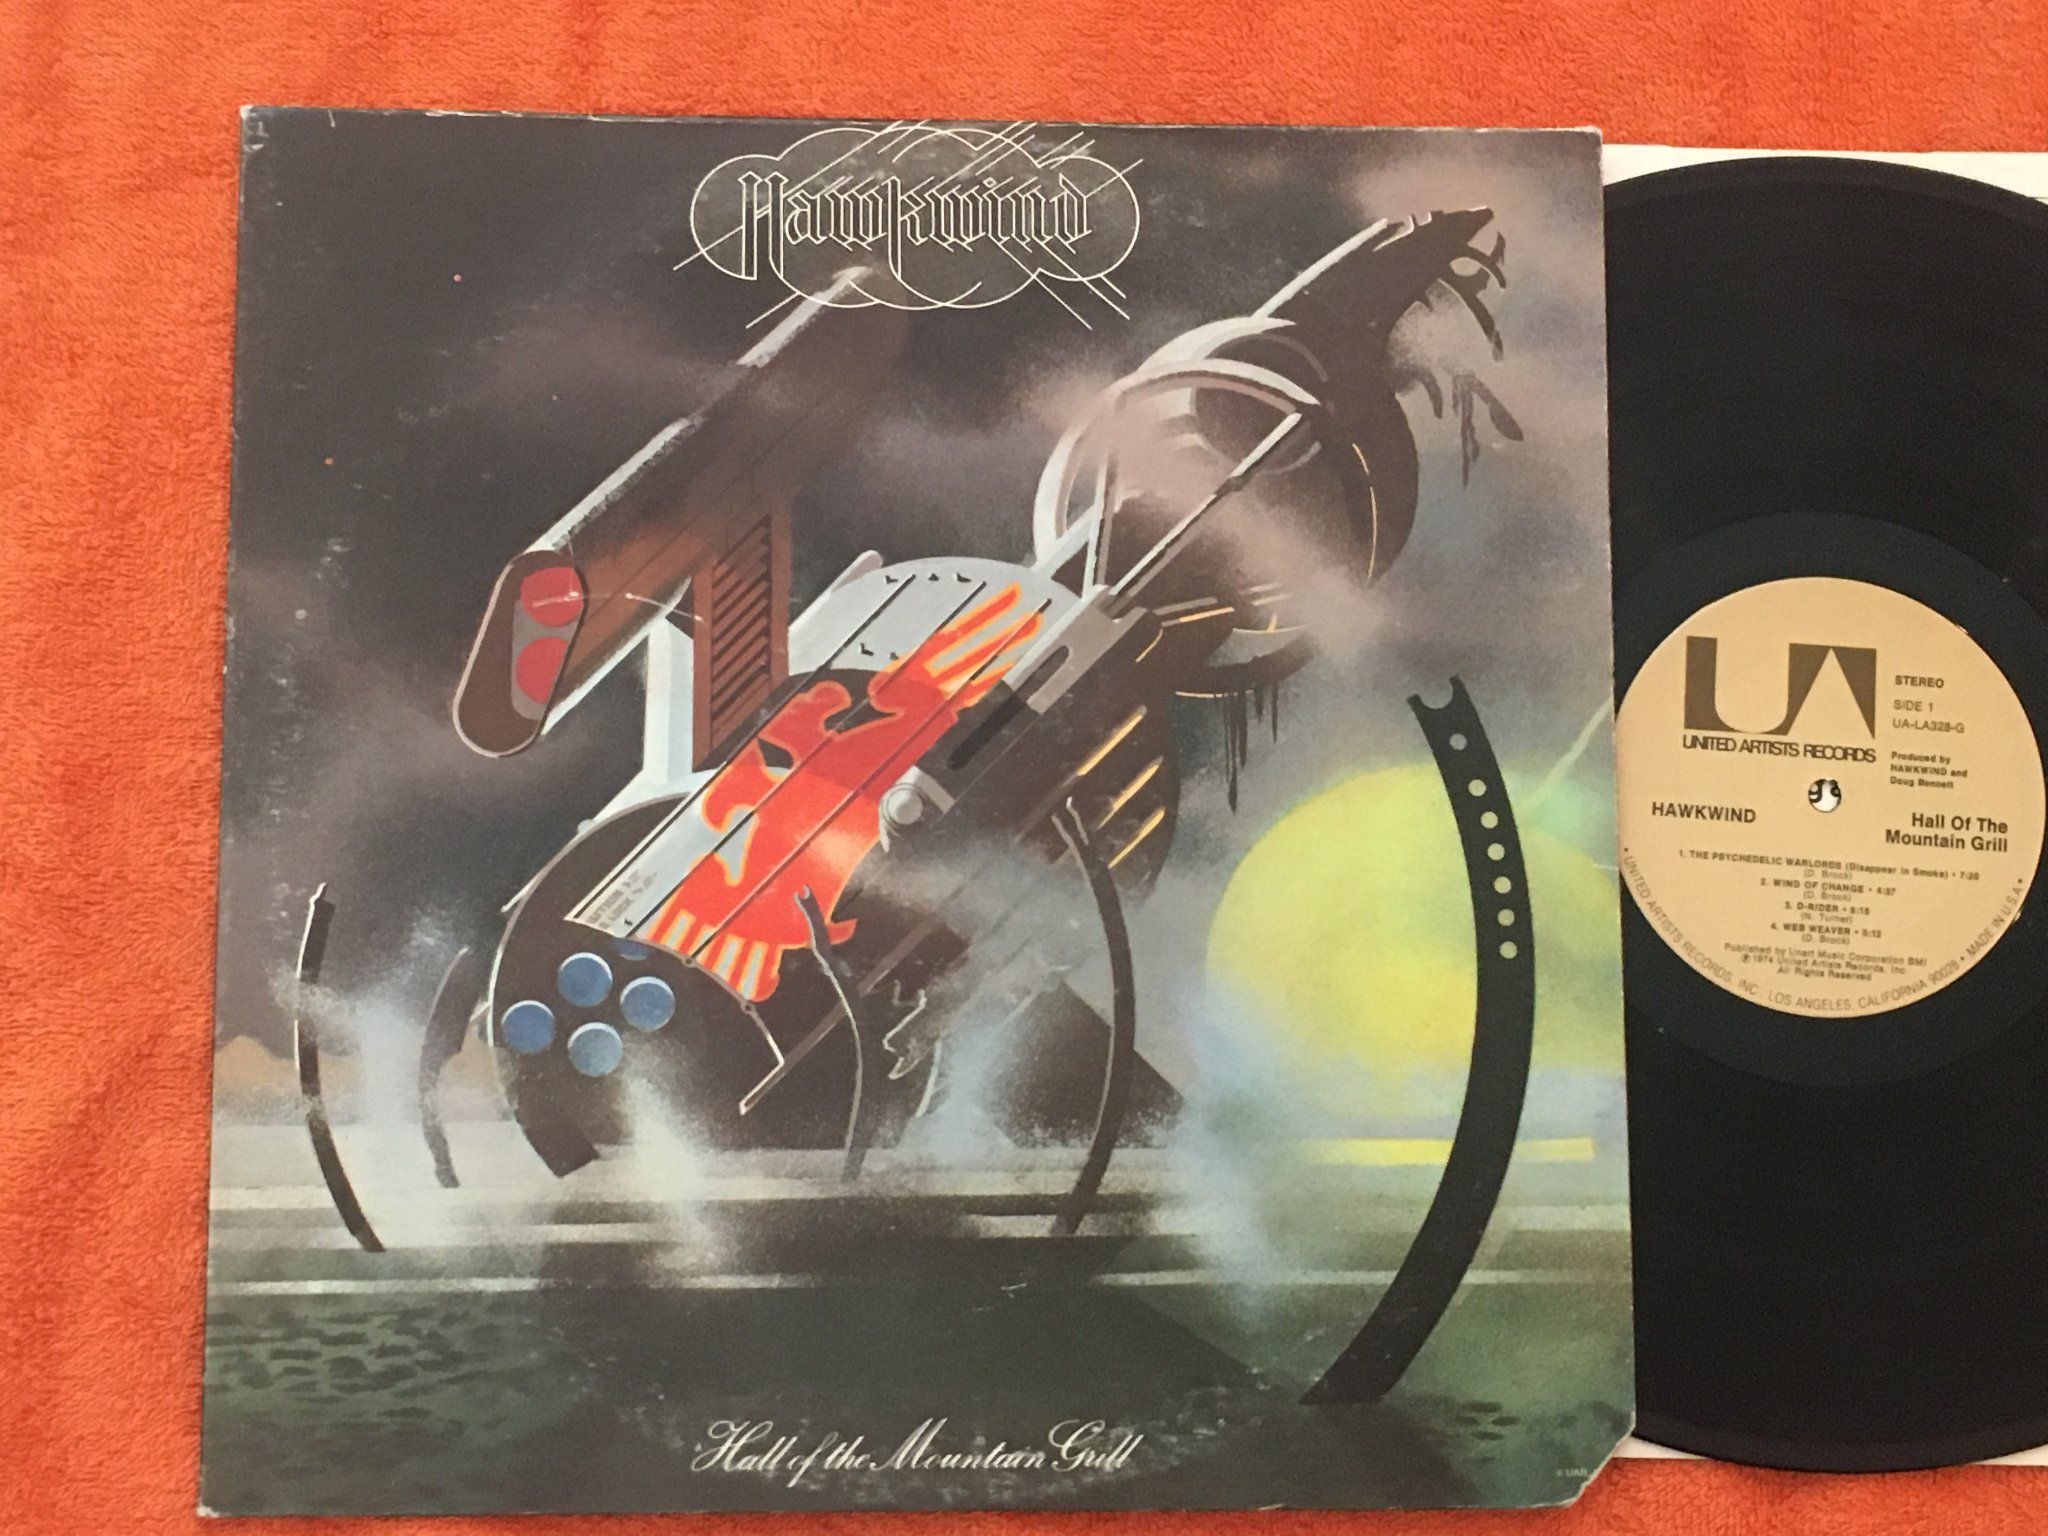 Hawkwind
Hall of the Mountain Grill
UA
UNITED ARTISTS RECORDS
STEREO
SIDE 1
UA-LA328-G
Produced by
HAWKWIND and
Doug Bennett
HAWKWIND
Hall Of The
Mountain Grill
1. THE PSYCHEDELIC WARLORDS (Disappear in Smoke) • 7:20
(D. Brock)
2. WIND OF CHANGE • 4:37
(D. Brock)
3. D-RIDER • 6:15
(N. Turner)
4. WEB WEAVER • 3:12
(D. Brock)
Published by Unart Music Corporation BMI
℗ 1974 United Artists Records, Inc.
All Rights Reserved
• UNITED ARTISTS RECORDS, INC. LOS ANGELES, CALIFORNIA 90028 • MADE IN U.S.A. •